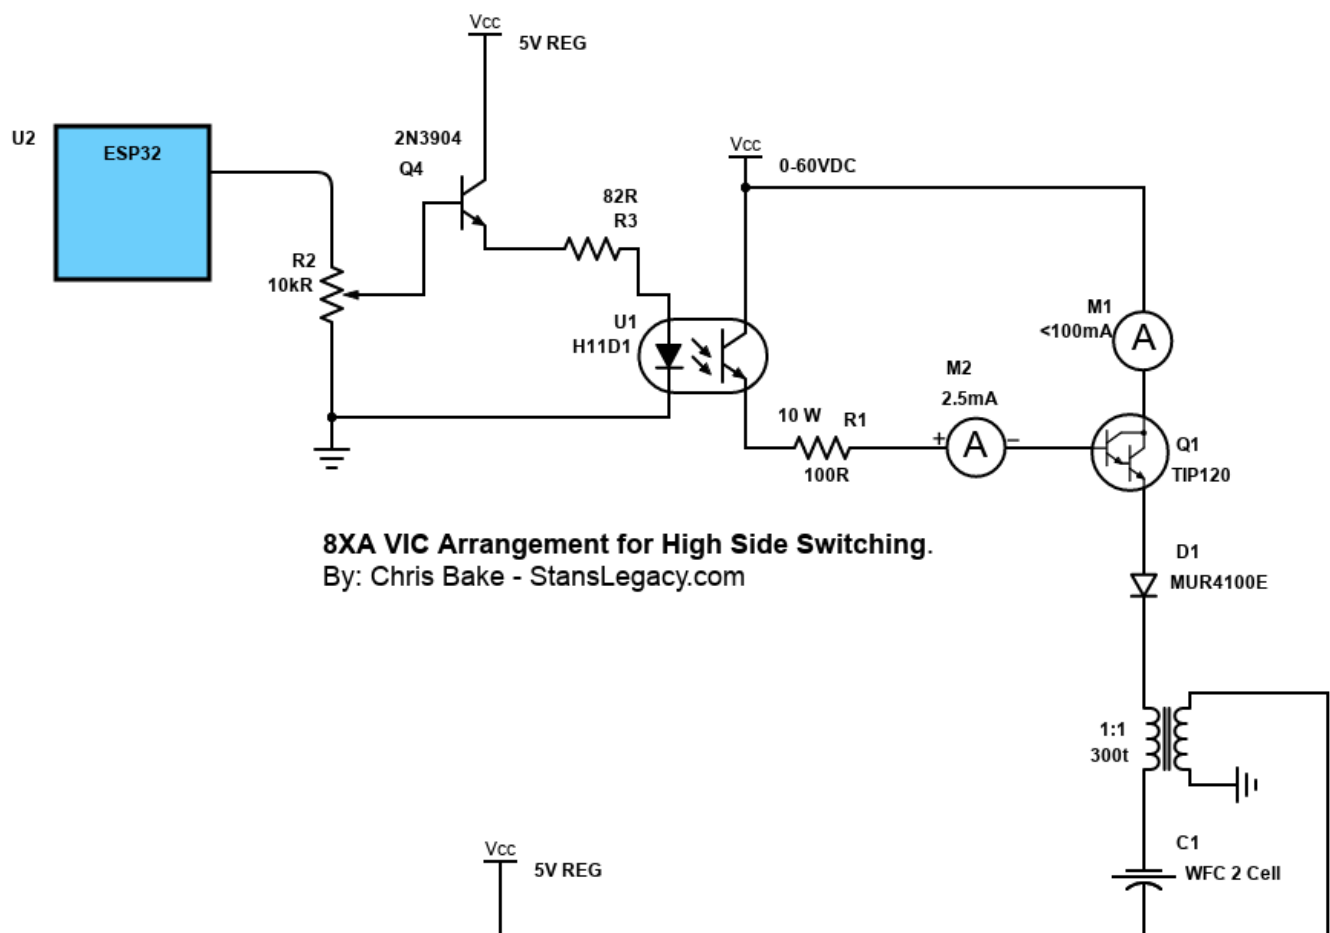 Vcc
5V REG
U2
ESP32
2N3904
Q4
Vcc
0-60VDC
82R
R3
R2
10kR
U1
H11D1
M1
<100mA
A
M2
2.5mA
10 W
R1
+
A
–
100R
Q1
TIP120
8XA VIC Arrangement for High Side Switching.
By: Chris Bake - StansLegacy.com
D1
MUR4100E
1:1
300t
C1
WFC 2 Cell
Vcc
5V REG